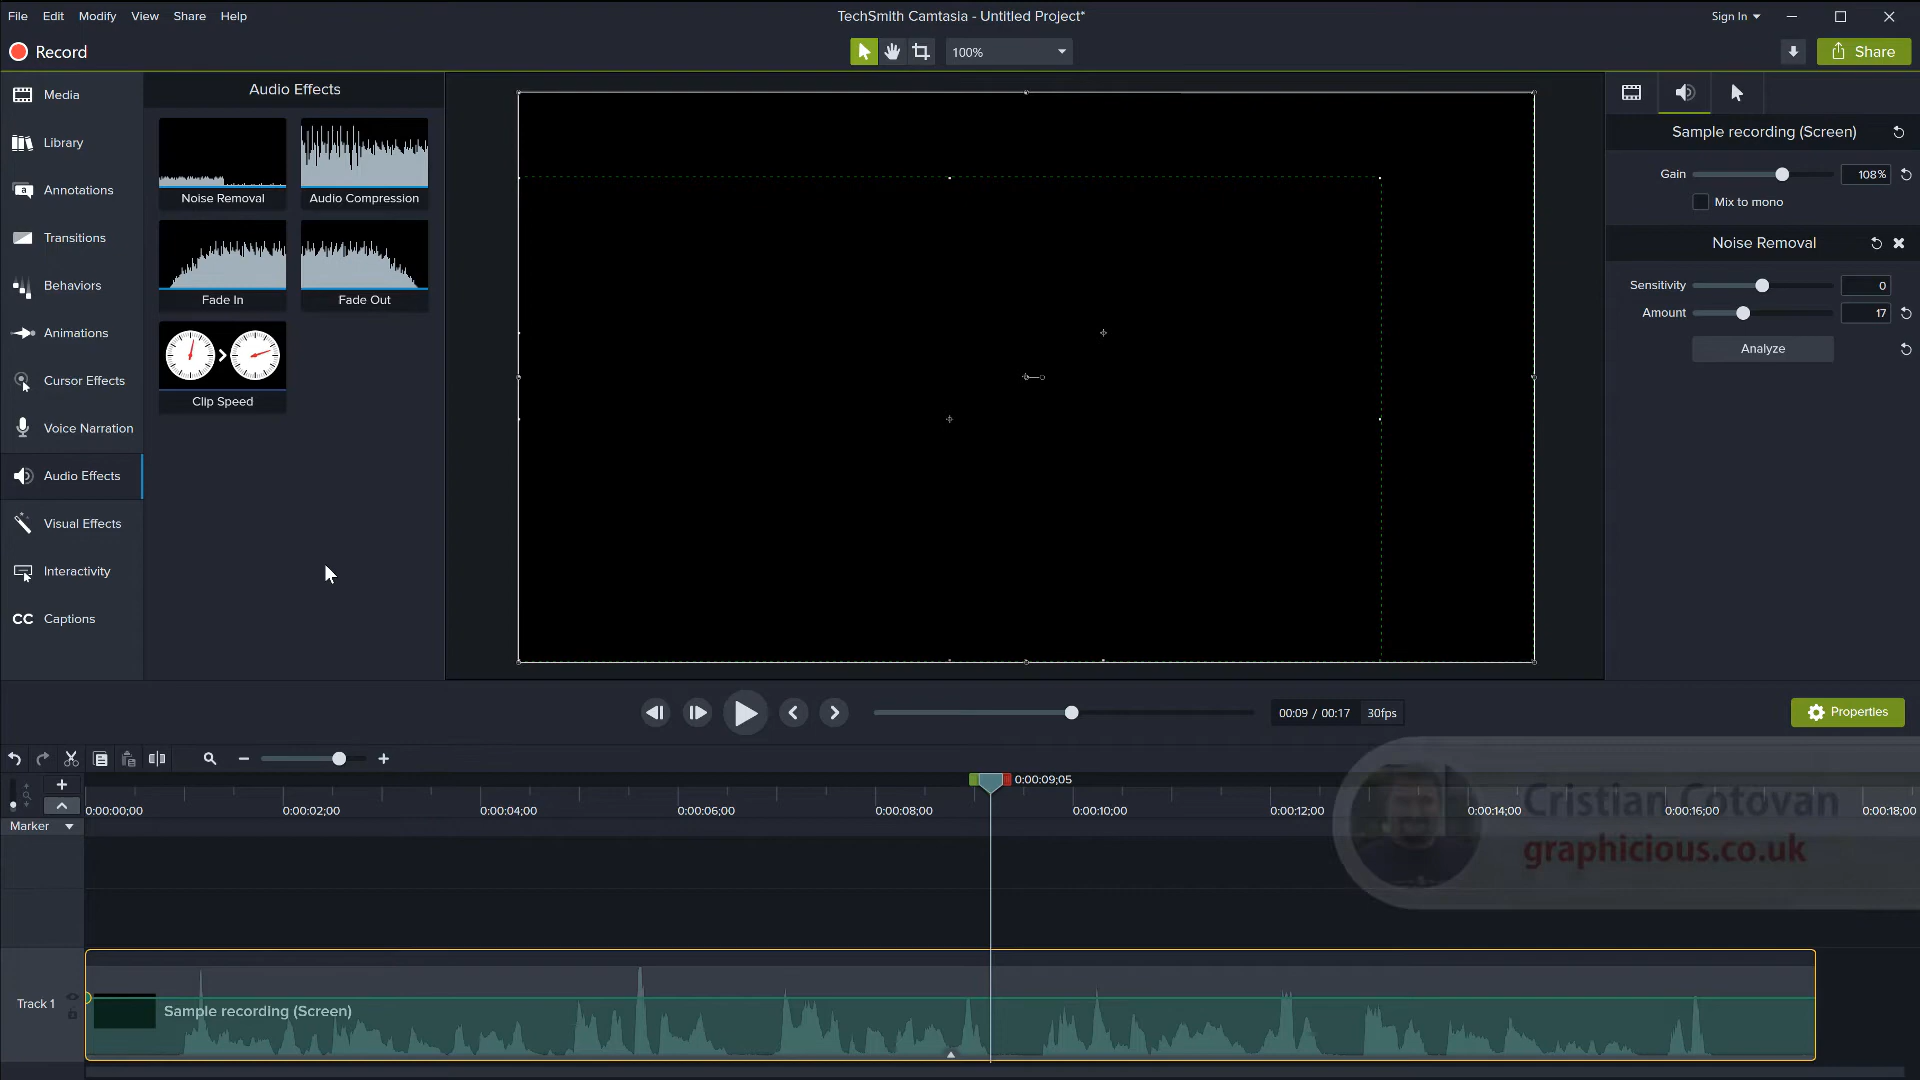 File Edit Modify View Share Help
TechSmith Camtasia - Untitled Project*
Sign In
Record
100%
Share
Media
Library
Annotations
Transitions
Behaviors
Animations
Cursor Effects
Voice Narration
Audio Effects
Visual Effects
Interactivity
CC Captions
Audio Effects
Noise Removal
Audio Compression
Fade In
Fade Out
Clip Speed
Sample recording (Screen)
Gain 108%
Mix to mono
Noise Removal
Sensitivity 0
Amount 17
Analyze
00:09 / 00:17 30fps
Properties
0:00:09;05
0:00:00;00 0:00:02;00 0:00:04;00 0:00:06;00 0:00:08;00 0:00:10;00 0:00:12;00 0:00:14;00 0:00:16;00 0:00:18;00
Marker
Cristian Cotovan
graphicious.co.uk
Track 1
Sample recording (Screen)